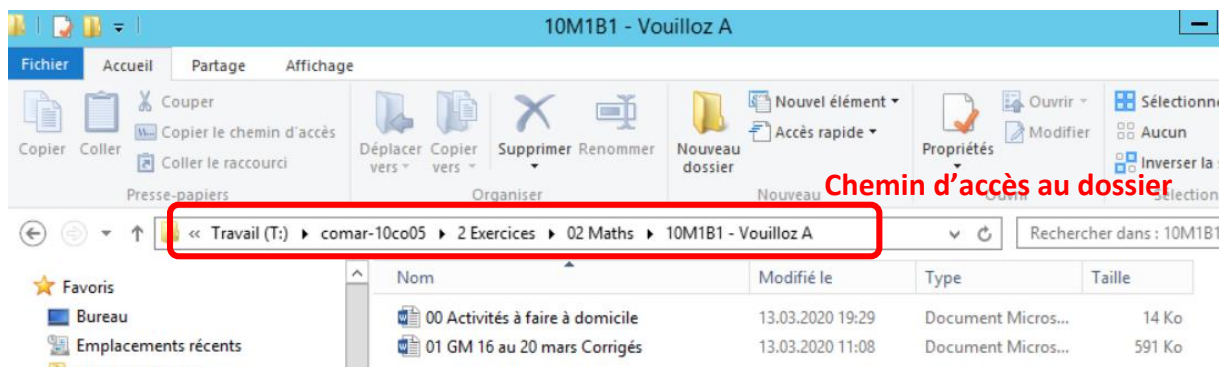 10M1B1 - Vouilloz A
Fichier Accueil Partage Affichage
Copier
Coller
Couper
Copier le chemin d'accès
Coller le raccourci
Presse-papiers
Déplacer vers
Copier vers
Supprimer
Renommer
Organiser
Nouveau dossier
Nouvel élément
Accès rapide
Nouveau
Propriétés
Ouvrir
Modifier
Ouvrir
Aucun
Inverser la
Chemin d'accès au dossier
« Travail (T:) comar-10co05 2 Exercices 02 Maths 10M1B1 - Vouilloz A
Rechercher dans : 10M1B1
Favoris
Bureau
Emplacements récents
Nom Modifié le Type Taille
00 Activités à faire à domicile 13.03.2020 19:29 Document Micros... 14 Ko
01 GM 16 au 20 mars Corrigés 13.03.2020 11:08 Document Micros... 591 Ko